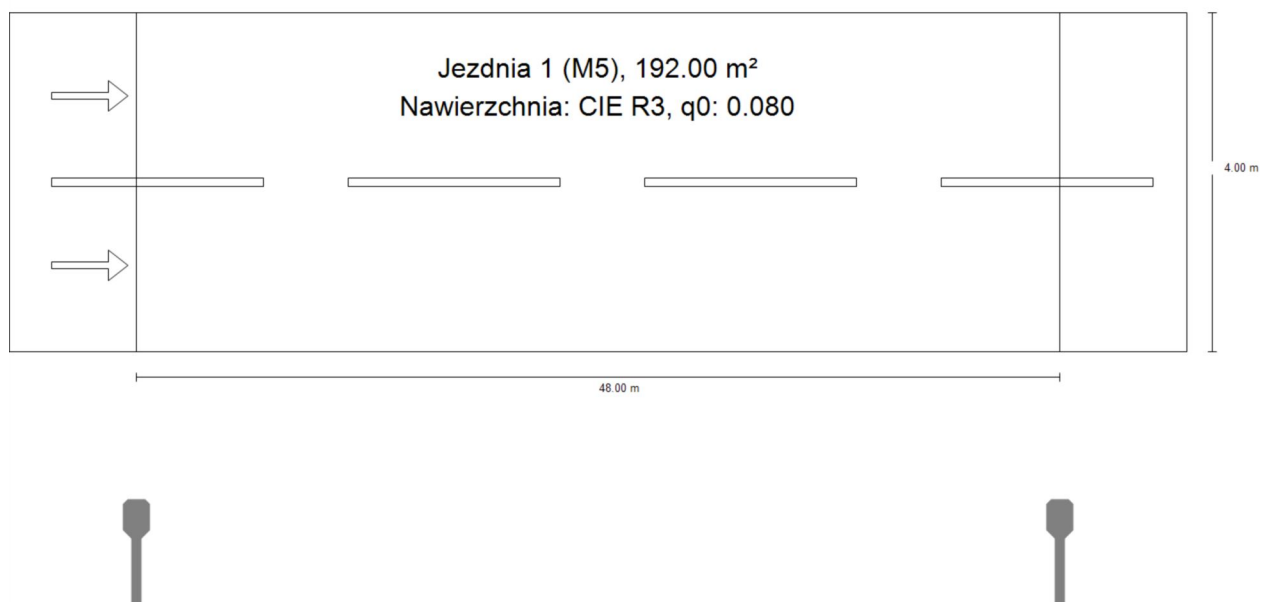 Jezdnia 1 (M5), 192.00 m²
Nawierzchnia: CIE R3, q0: 0.080
4.00 m
48.00 m